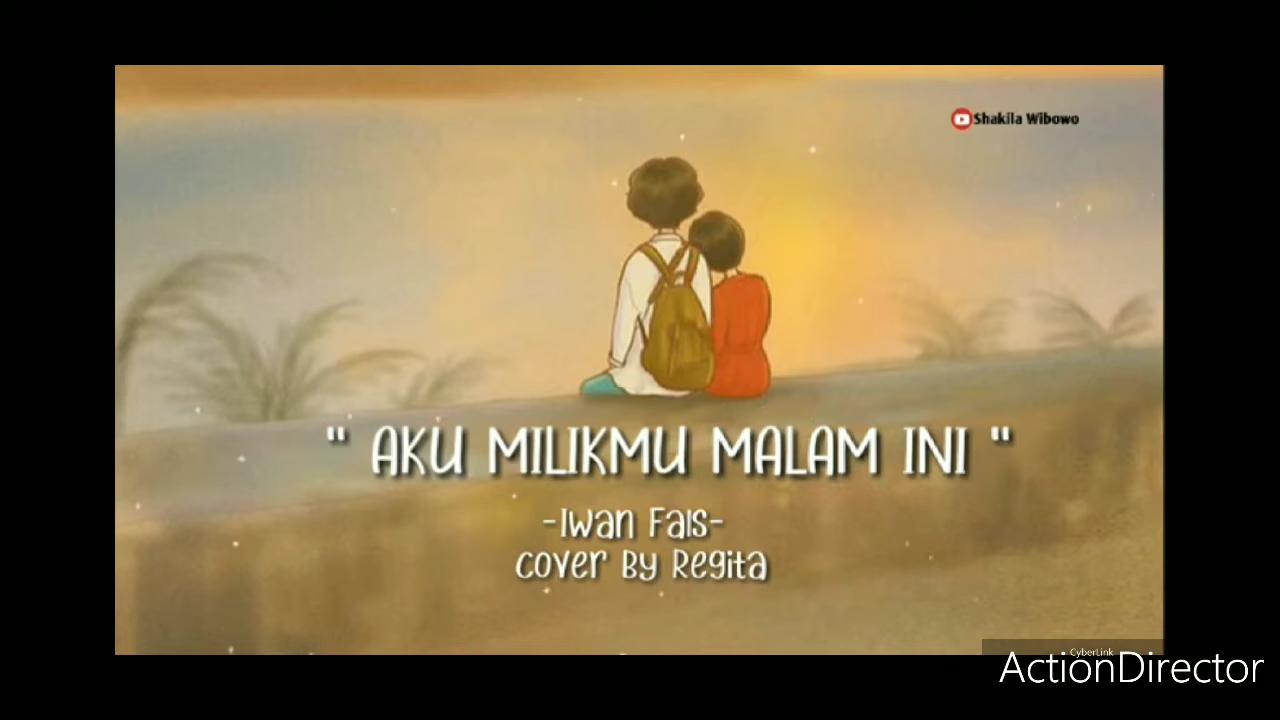 Shakila Wibowo
" AKU MILIKMU MALAM INI "
-Iwan Fals-
cover By Regita
CyberLink
ActionDirector